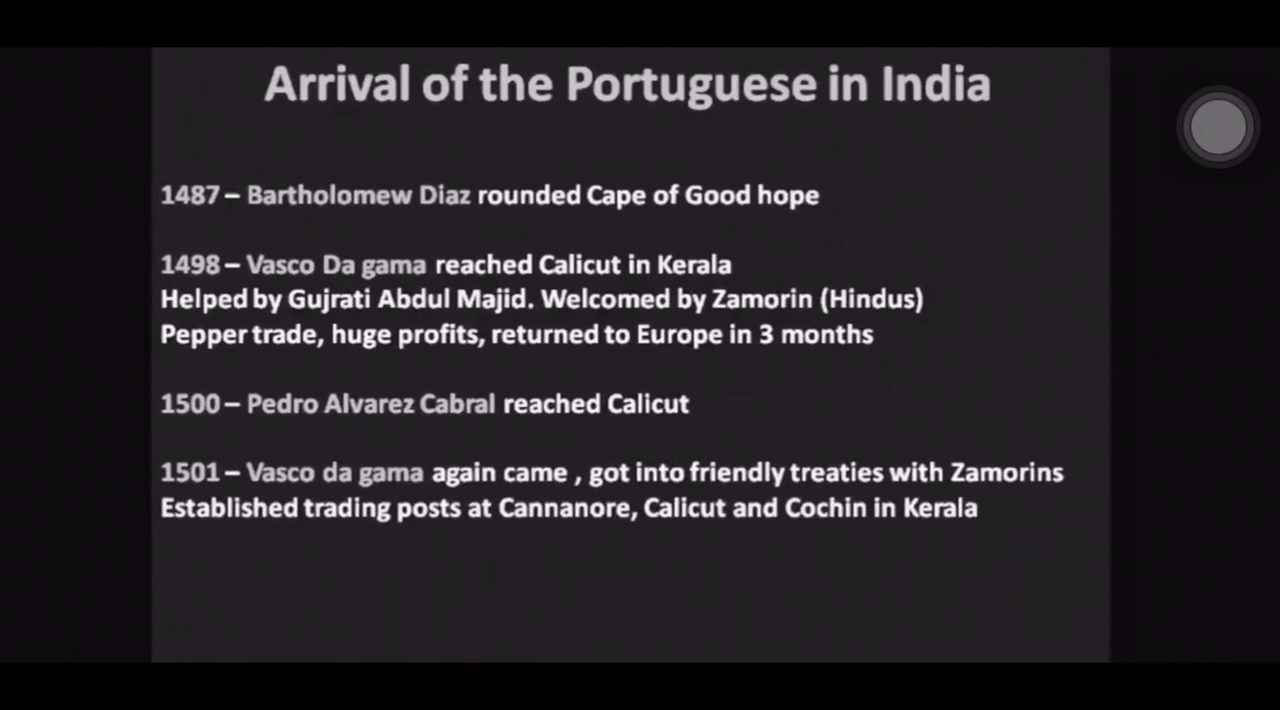 Arrival of the Portuguese in India
1487 – Bartholomew Diaz rounded Cape of Good hope
1498 – Vasco Da gama reached Calicut in Kerala
Helped by Gujrati Abdul Majid. Welcomed by Zamorin (Hindus)
Pepper trade, huge profits, returned to Europe in 3 months
1500 – Pedro Alvarez Cabral reached Calicut
1501 – Vasco da gama again came , got into friendly treaties with Zamorins
Established trading posts at Cannanore, Calicut and Cochin in Kerala